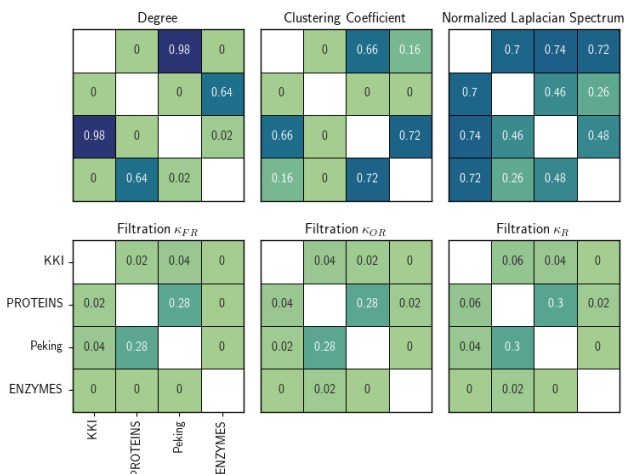 Degree Clustering Coefficient Normalized Laplacian Spectrum
0 0.98 0 0 0.66 0.16 0.7 0.74 0.72
0 0 0.64 0 0 0 0.7 0.46 0.26
0.98 0 0.02 0.66 0 0.72 0.74 0.46 0.48
0 0.64 0.02 0.16 0 0.72 0.72 0.26 0.48
Filtration κ_FR Filtration κ_OR Filtration κ_R
KKI 0.02 0.04 0 0.04 0.02 0 0.06 0.04 0
PROTEINS 0.02 0.28 0 0.04 0.28 0.02 0.06 0.3 0.02
Peking 0.04 0.28 0 0.02 0.28 0 0.04 0.3 0
ENZYMES 0 0 0 0 0.02 0 0 0.02 0
KKI PROTEINS Peking ENZYMES